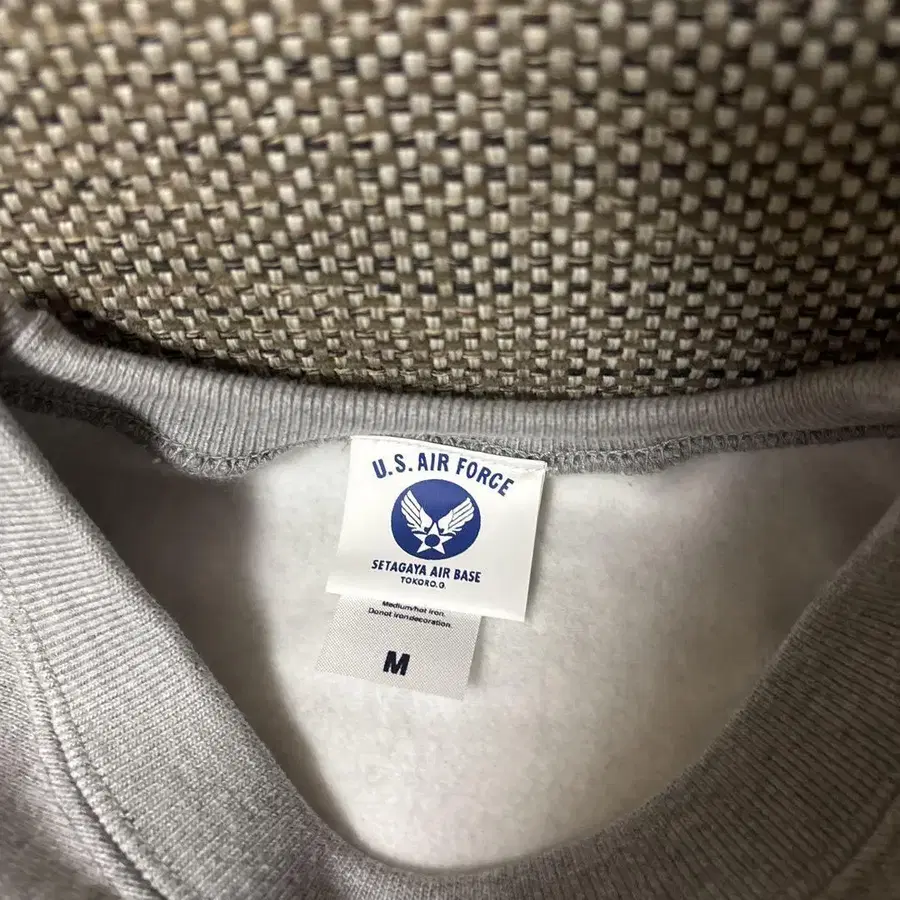 U.S. AIR FORCE
SETAGAYA AIR BASE
TOKORO.G.
Medium/hot iron.
Donot irondecoration.
M